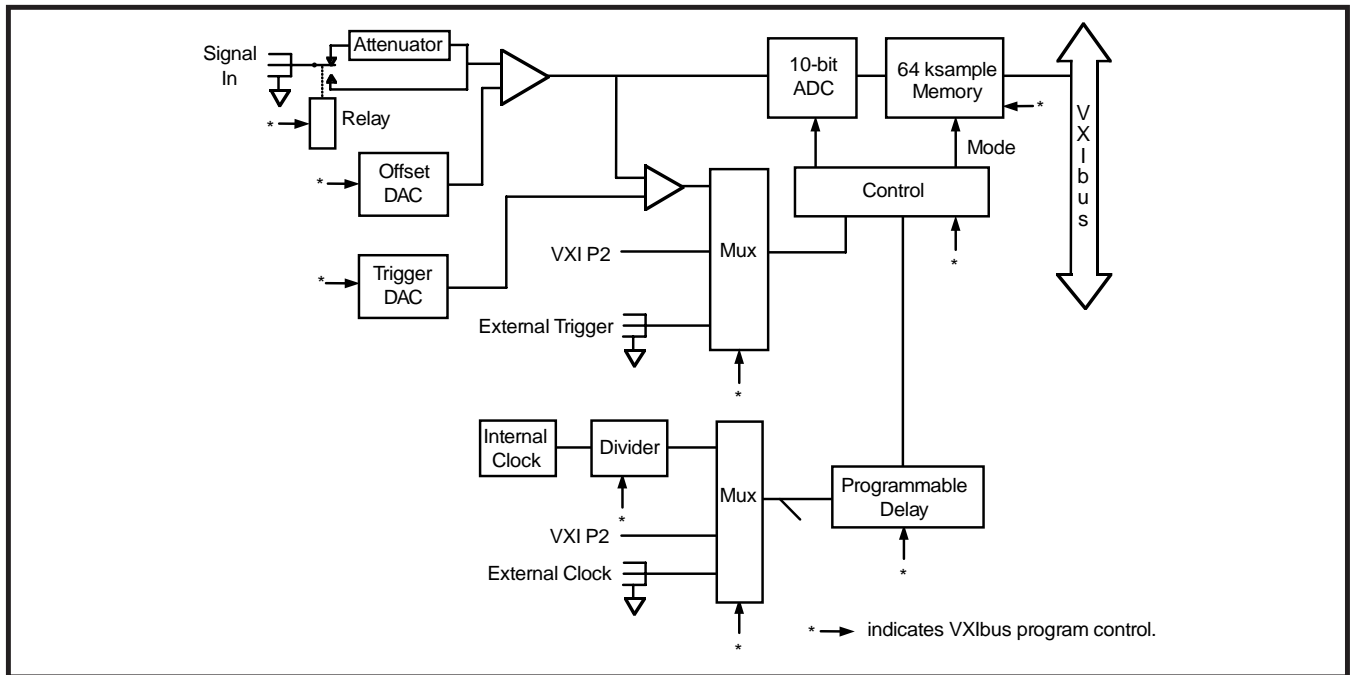 Signal
In
Attenuator
* Relay
10-bit
ADC
64 ksample
Memory
*
VXIbus
Mode
* Offset
DAC
Control
*
* Trigger
DAC
VXI P2
Mux
External Trigger
*
Internal
Clock
Divider
*
Mux
VXI P2
External Clock
*
Programmable
Delay
*
* indicates VXIbus program control.